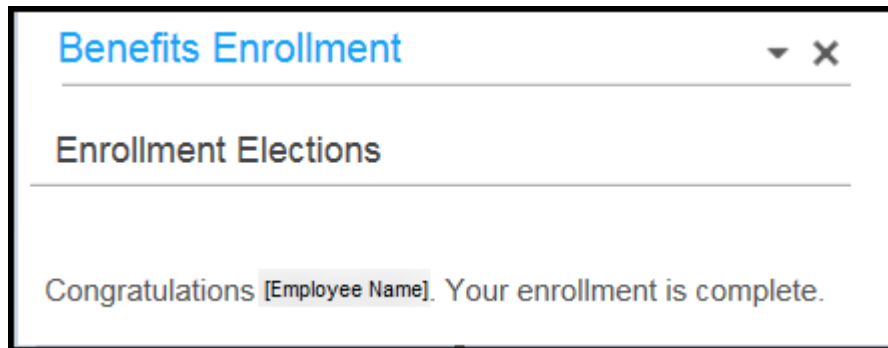 Benefits Enrollment
Enrollment Elections
Congratulations [Employee Name]. Your enrollment is complete.